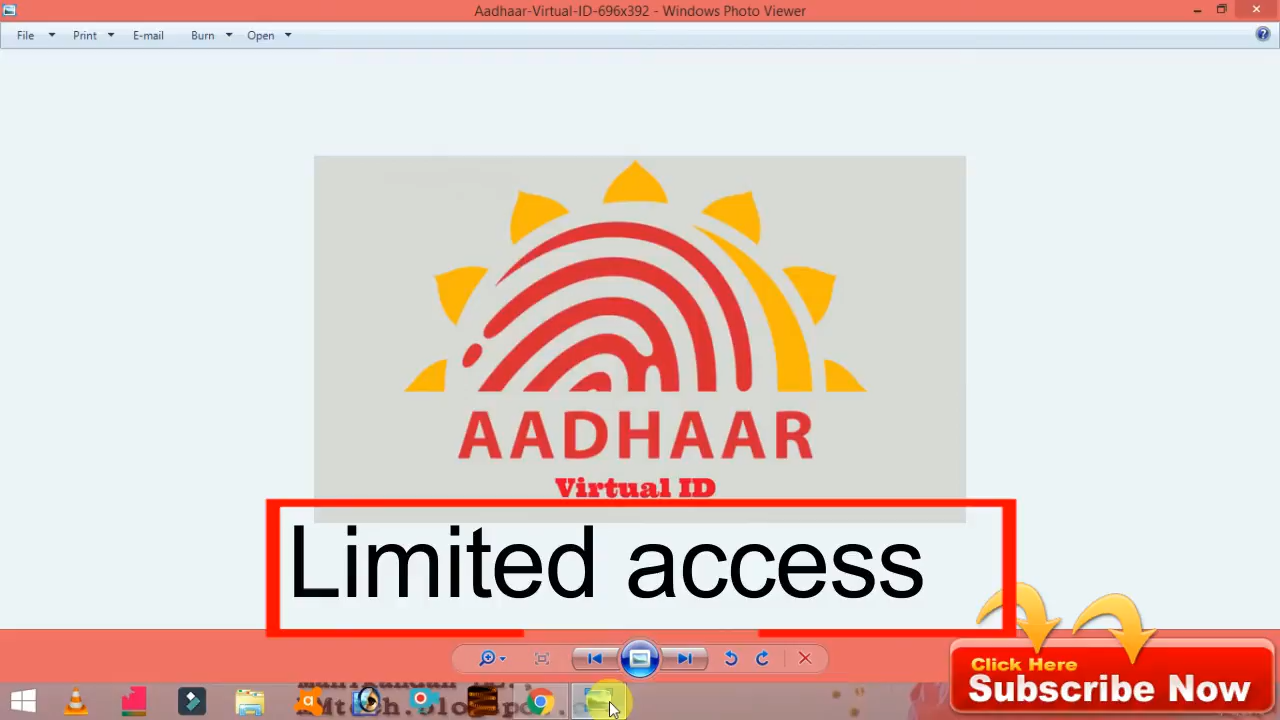 Aadhaar-Virtual-ID-696x392 - Windows Photo Viewer
File Print E-mail Burn Open
AADHAAR
Virtual ID
Limited access
Click Here
Subscribe Now